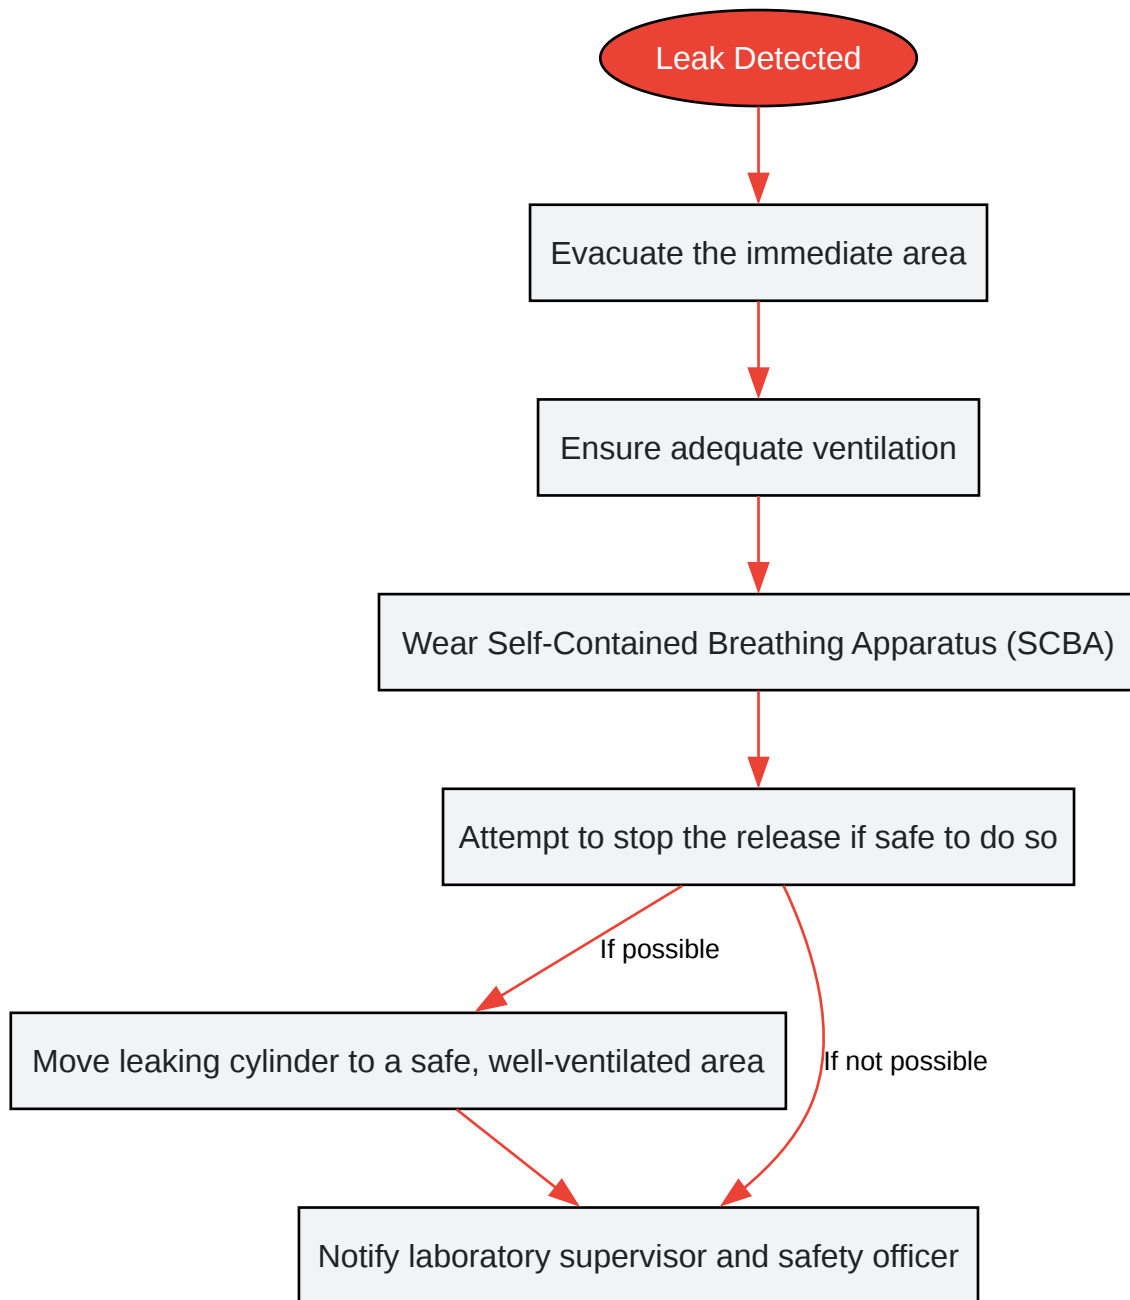 Leak Detected
Evacuate the immediate area
Ensure adequate ventilation
Wear Self-Contained Breathing Apparatus (SCBA)
Attempt to stop the release if safe to do so
If possible
Move leaking cylinder to a safe, well-ventilated area
If not possible
Notify laboratory supervisor and safety officer